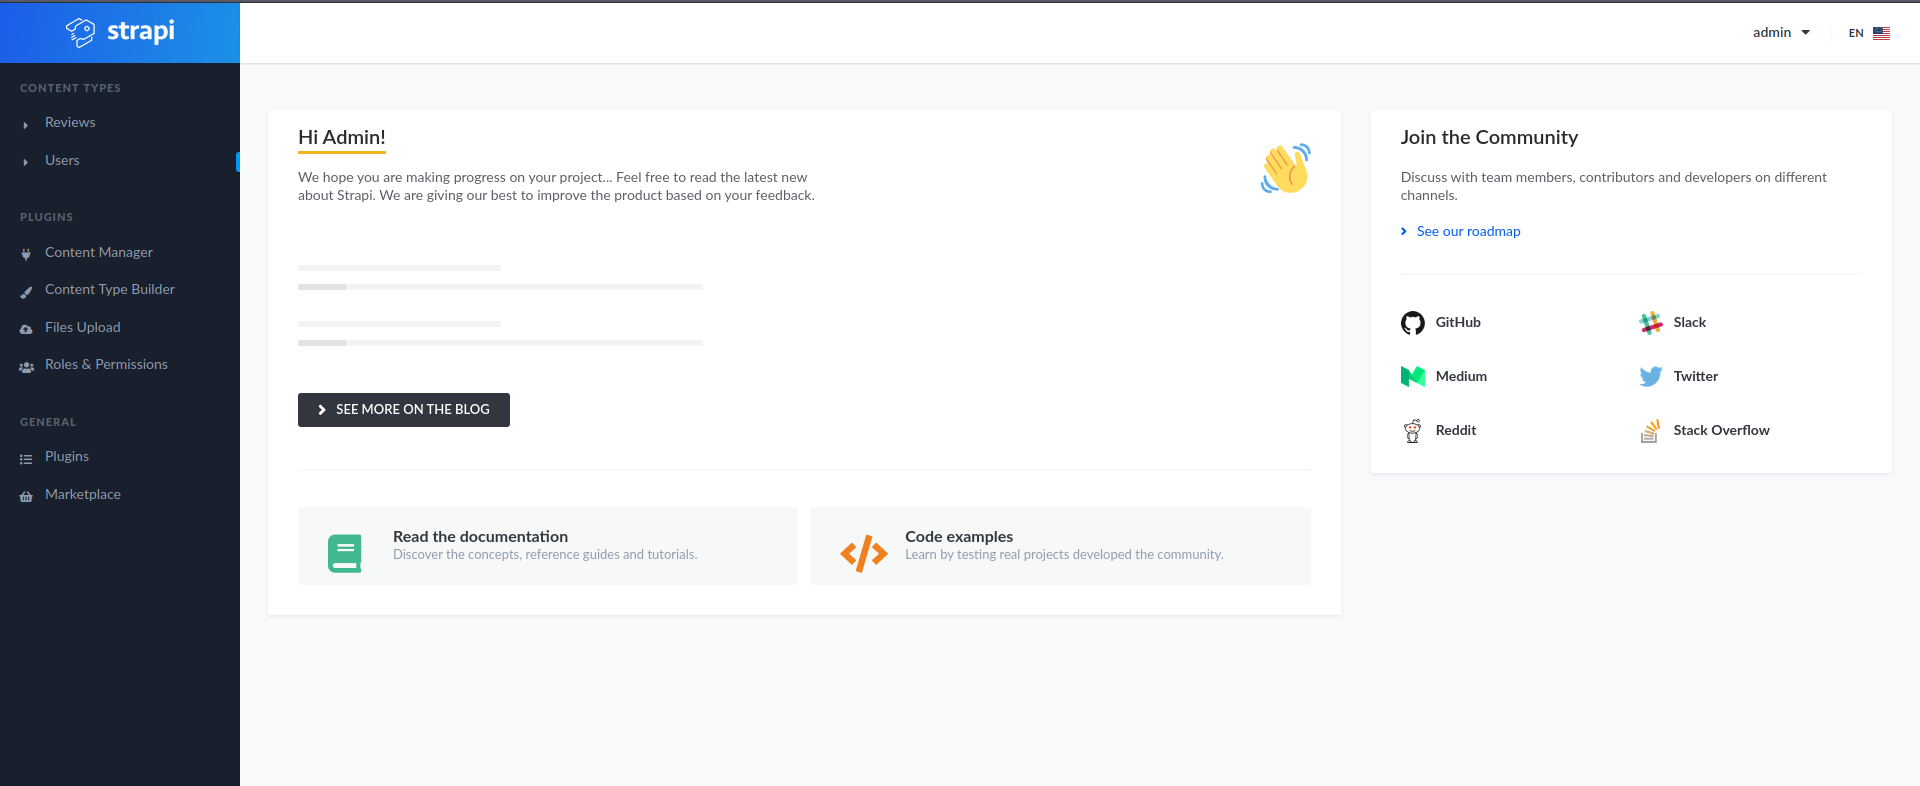 strapi
admin
EN
CONTENT TYPES
Reviews
Users
PLUGINS
Content Manager
Content Type Builder
Files Upload
Roles & Permissions
GENERAL
Plugins
Marketplace
Hi Admin!
We hope you are making progress on your project... Feel free to read the latest new
about Strapi. We are giving our best to improve the product based on your feedback.
SEE MORE ON THE BLOG
Read the documentation
Discover the concepts, reference guides and tutorials.
Code examples
Learn by testing real projects developed the community.
Join the Community
Discuss with team members, contributors and developers on different
channels.
See our roadmap
GitHub
Slack
Medium
Twitter
Reddit
Stack Overflow